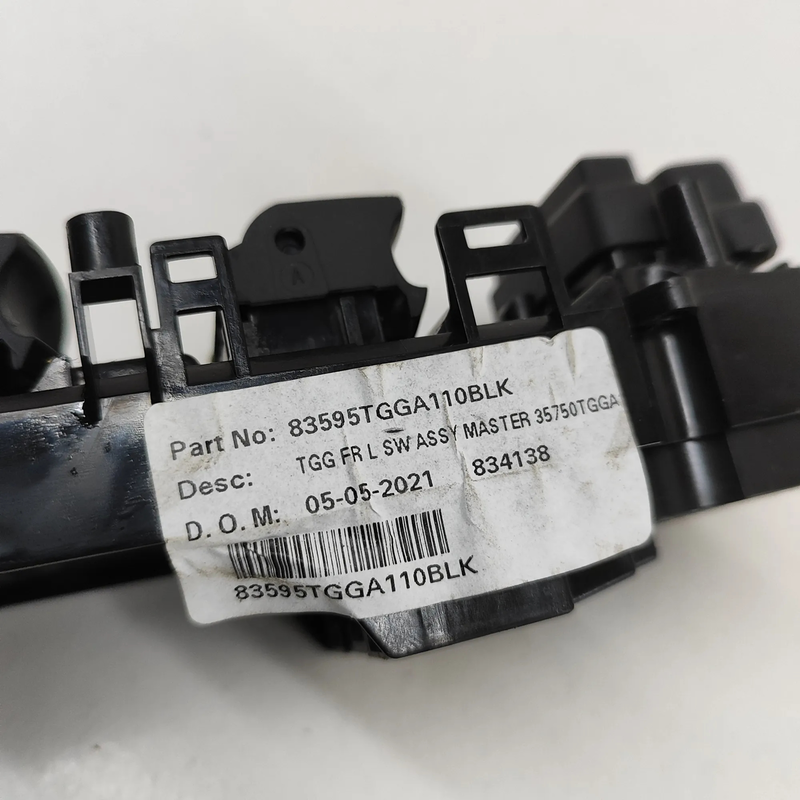 Part No: 83595TGGA110BLK
Desc: TGG FR L SW ASSY MASTER 35750TGGA
D. O. M: 05-05-2021 834138
83595TGGA110BLK
A